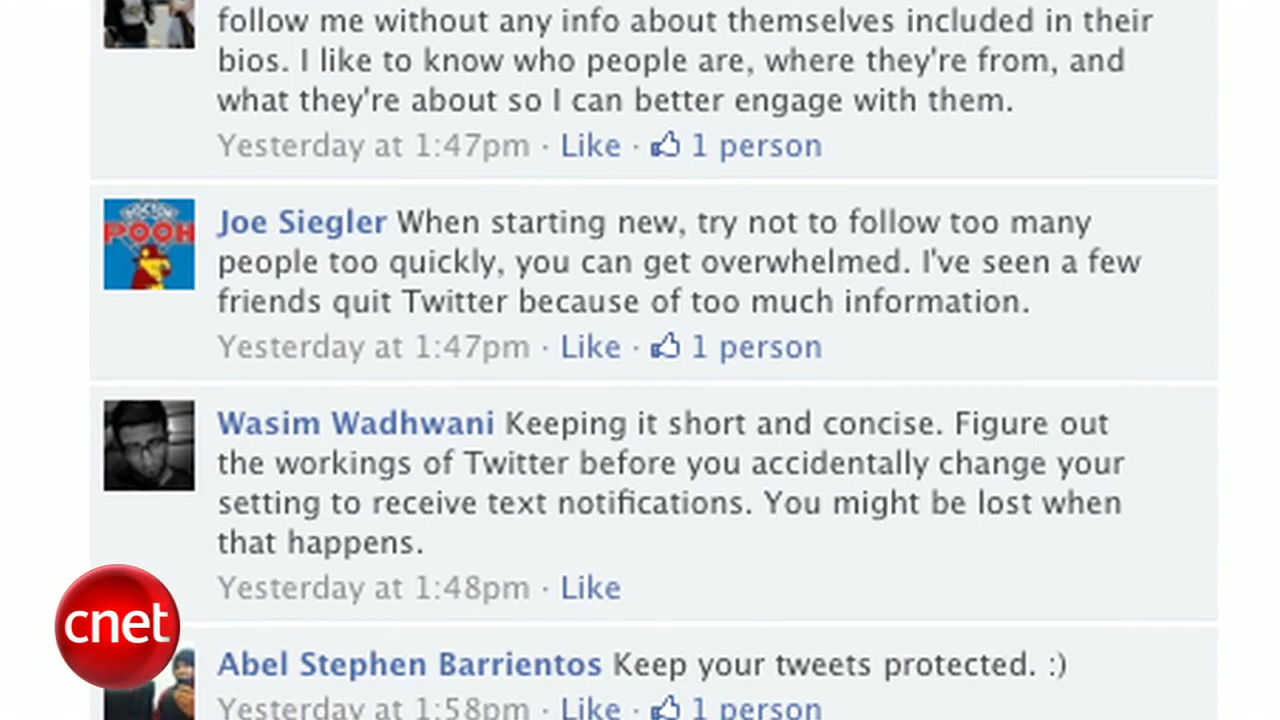 follow me without any info about themselves included in their
bios. I like to know who people are, where they're from, and
what they're about so I can better engage with them.
Yesterday at 1:47pm · Like · 1 person
DOCTOR
POOH
Joe Siegler When starting new, try not to follow too many
people too quickly, you can get overwhelmed. I've seen a few
friends quit Twitter because of too much information.
Yesterday at 1:47pm · Like · 1 person
Wasim Wadhwani Keeping it short and concise. Figure out
the workings of Twitter before you accidentally change your
setting to receive text notifications. You might be lost when
that happens.
Yesterday at 1:48pm · Like
cnet
Abel Stephen Barrientos Keep your tweets protected. :)
Yesterday at 1:58pm · Like · 1 person